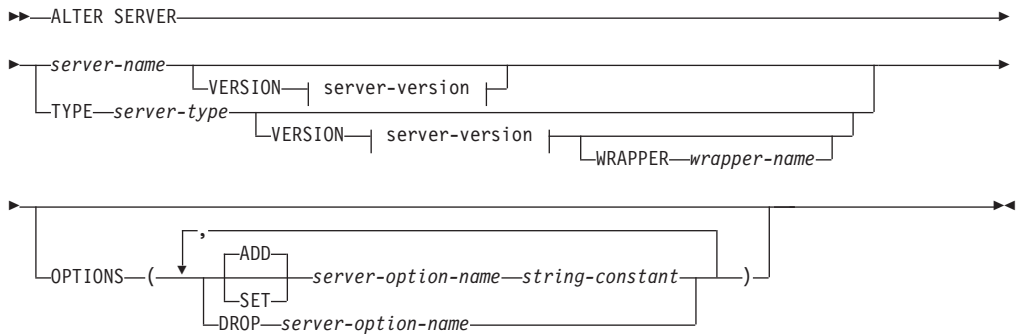 ALTER SERVER
server-name
VERSION server-version
TYPE server-type
VERSION server-version
WRAPPER wrapper-name
,
ADD
OPTIONS ( server-option-name string-constant )
SET
DROP server-option-name